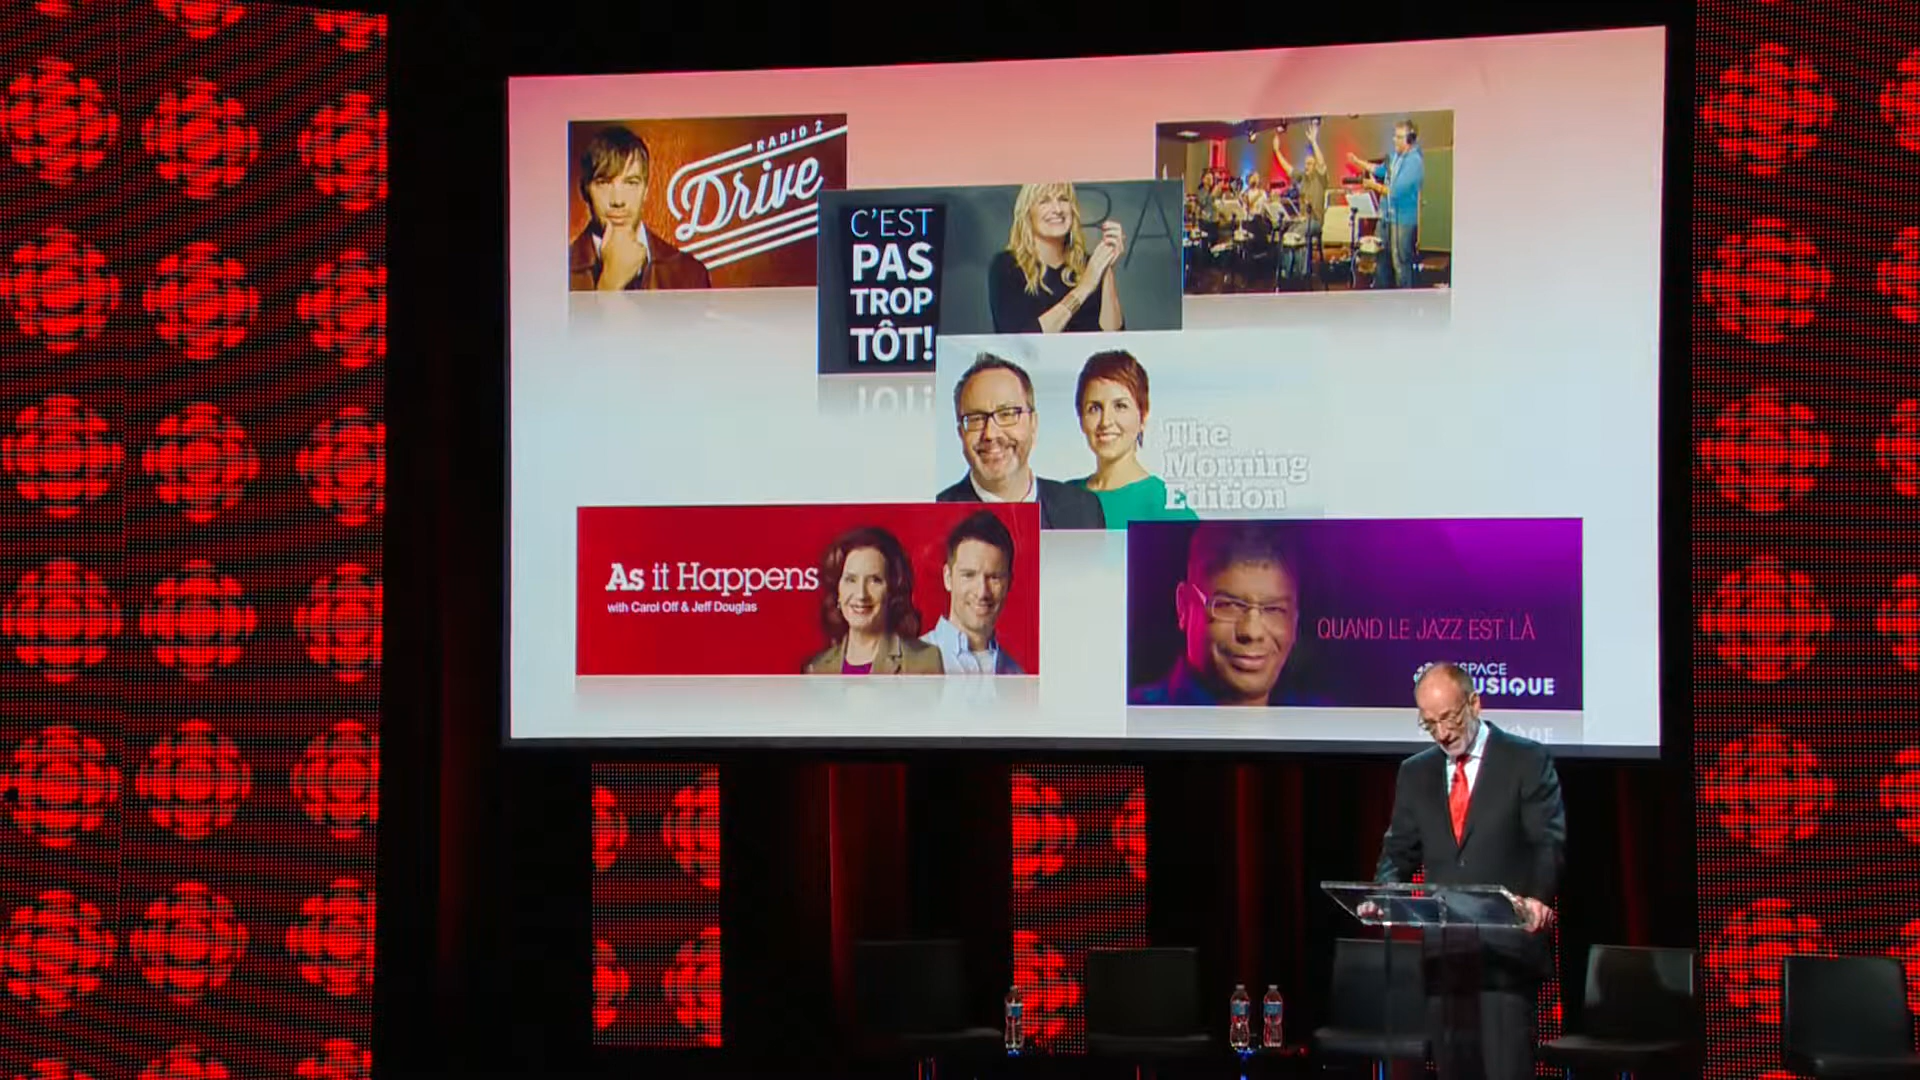 RADIO 2
Drive
C'EST
PAS
TROP
TÔT!
The
Morning
Edition
As it Happens
with Carol Off & Jeff Douglas
QUAND LE JAZZ EST LÀ